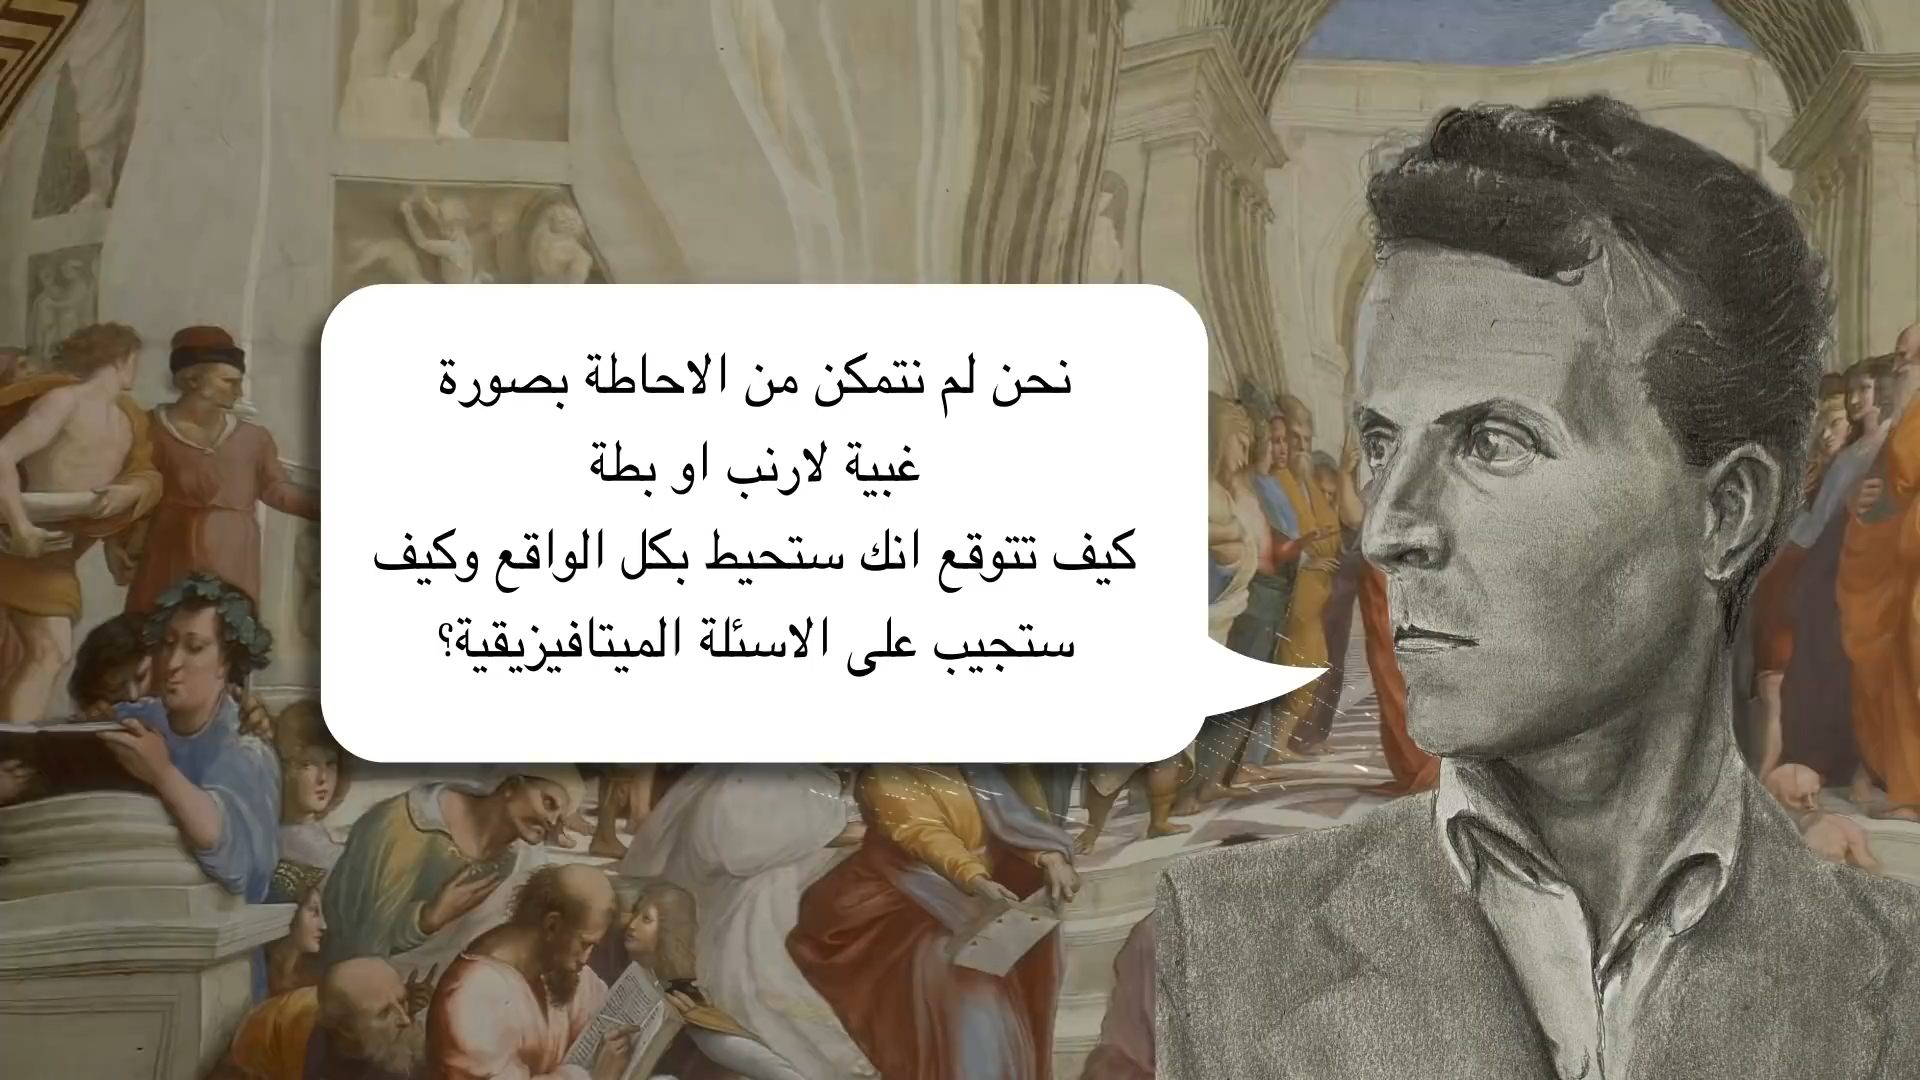 نحن لم نتمكن من الاحاطة بصورة
غبية لارنب او بطة
كيف تتوقع انك ستحيط بكل الواقع وكيف
ستجيب على الاسئلة الميتافيزيقية؟